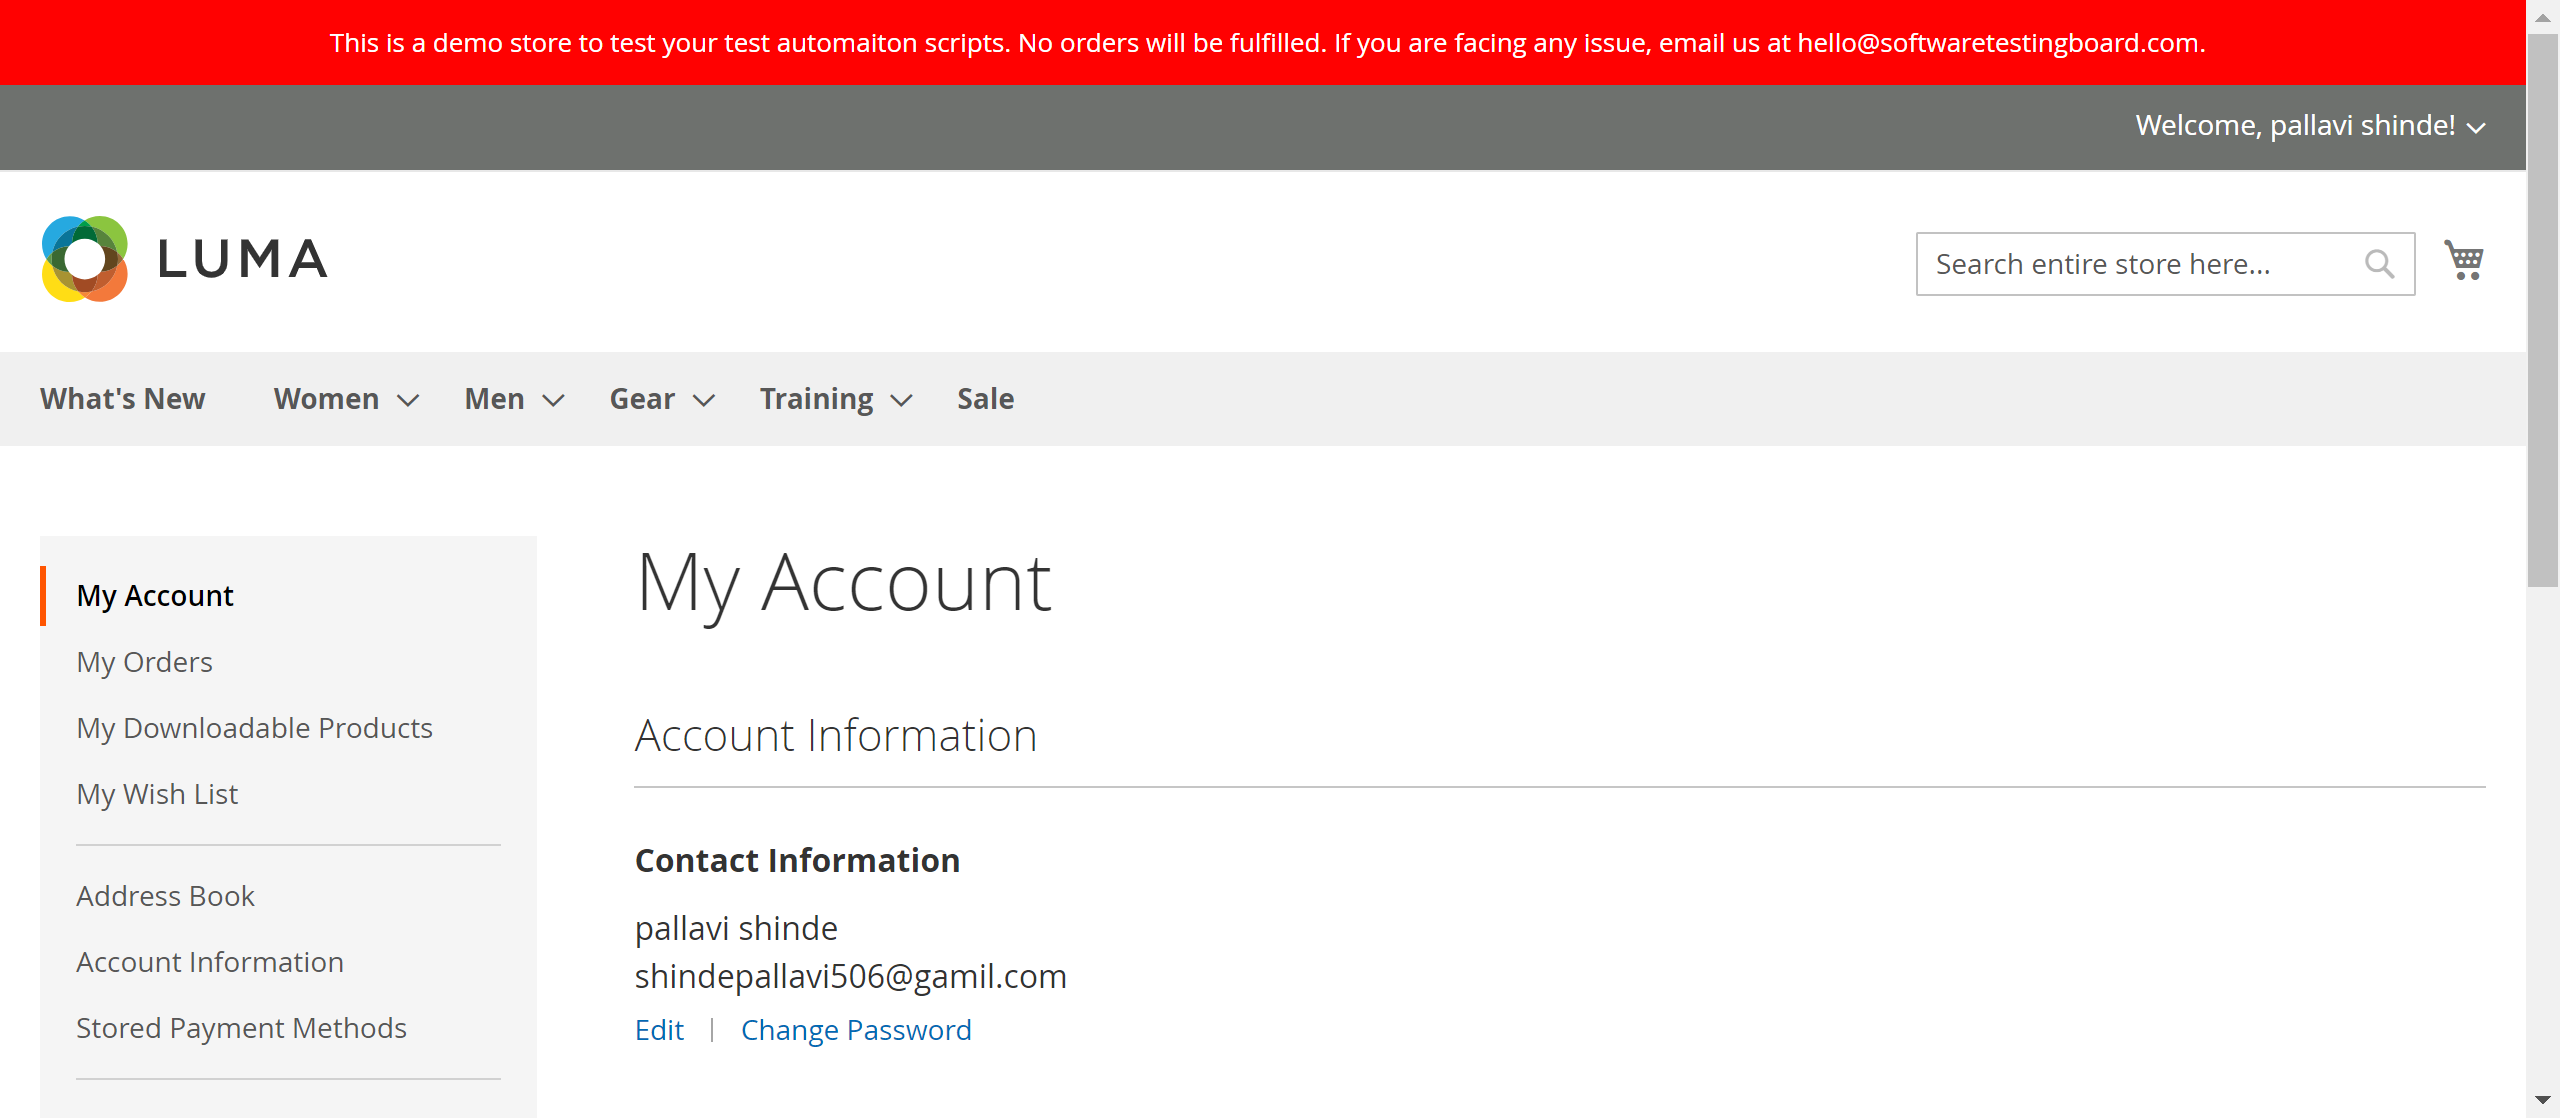 This is a demo store to test your test automaiton scripts. No orders will be fulfilled. If you are facing any issue, email us at hello@softwaretestingboard.com.
Welcome, pallavi shinde!
LUMA
Search entire store here...
What's New Women Men Gear Training Sale
My Account
My Orders
My Downloadable Products
My Wish List
Address Book
Account Information
Stored Payment Methods
My Account
Account Information
Contact Information
pallavi shinde
shindepallavi506@gamil.com
Edit | Change Password